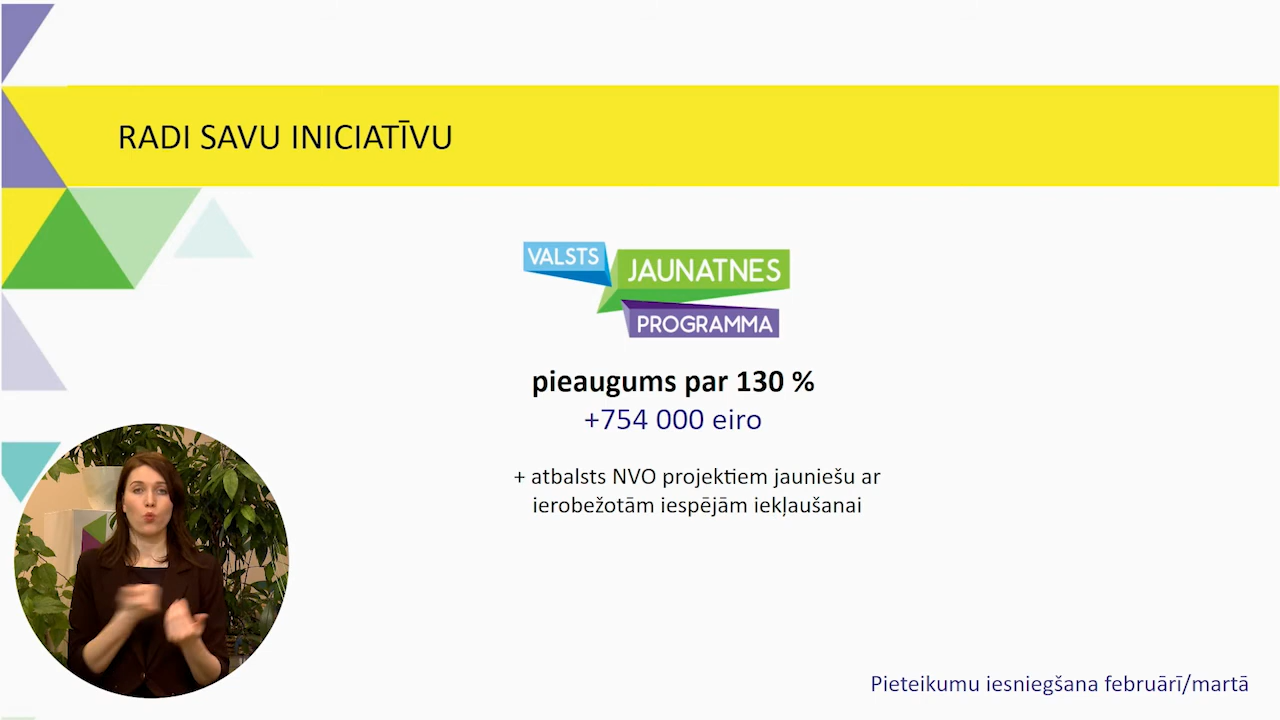 RADI SAVU INICIATĪVU
VALSTS
JAUNATNES
PROGRAMMA
pieaugums par 130 %
+754 000 eiro
+ atbalsts NVO projektiem jauniešu ar
ierobežotām iespējām iekļaušanai
Pieteikumu iesniegšana februārī/martā